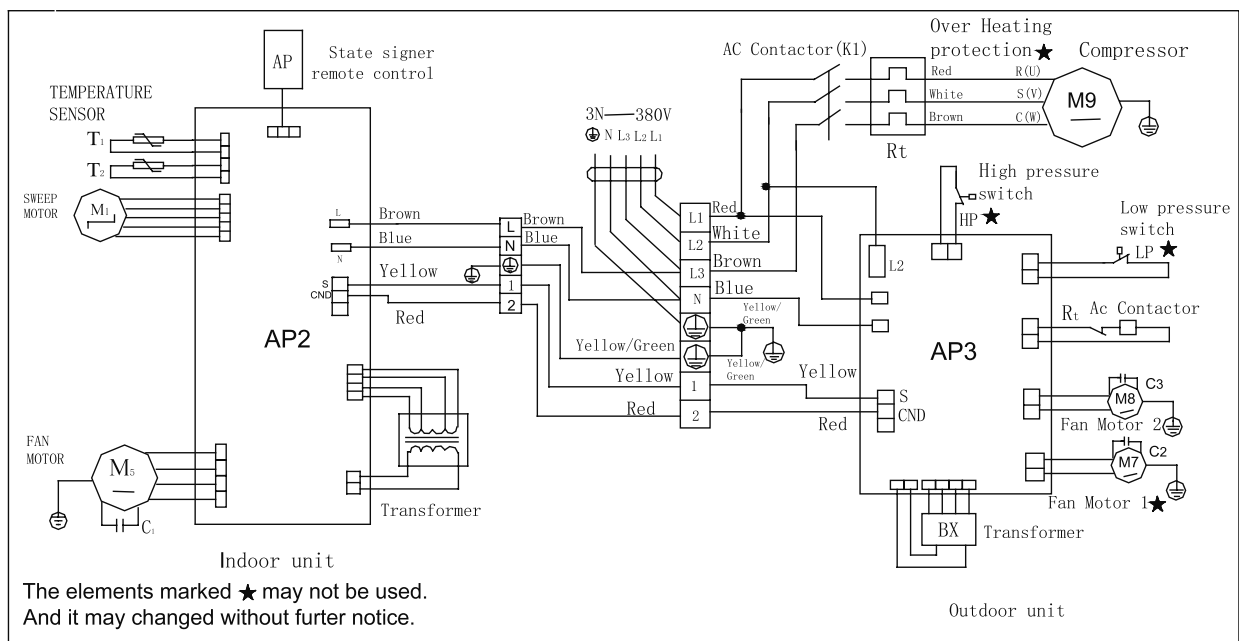 AP
State signer
remote control
TEMPERATURE
SENSOR
T1
T2
SWEEP
MOTOR
M1
L
Brown
Blue
N
S
CND
Yellow
Red
AP2
FAN
MOTOR
M5
C1
Transformer
Indoor unit
L
N
1
2
Brown
Blue
3N—380V
N L3 L2 L1
L1
L2
L3
N
1
2
Red
White
Brown
Blue
Yellow/
Green
Yellow/
Green
Yellow/Green
Yellow
Red
Yellow
Red
AC Contactor(K1)
Over Heating
protection★
Compressor
Red
R(U)
White
S(V)
Brown
C(W)
M9
Rt
High pressure
switch
HP★
Low pressure
switch
LP★
L2
Rt
Ac Contactor
AP3
S
CND
C3
M8
Fan Motor 2
C2
M7
Fan Motor 1★
BX
Transformer
Outdoor unit
The elements marked ★ may not be used.
And it may changed without furter notice.